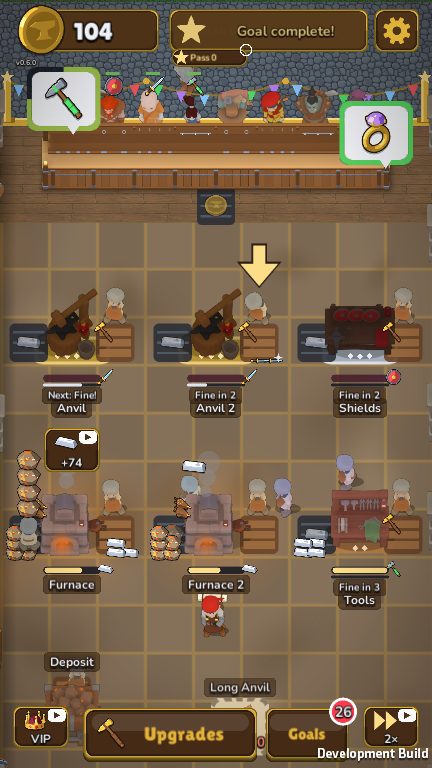 104
Goal complete!
Pass 0
v0.6.0
Next: Fine!
Anvil
Fine in 2
Anvil 2
Fine in 2
Shields
+74
Furnace
Furnace 2
Fine in 3
Tools
Deposit
Long Anvil
VIP
Upgrades
Goals
26
2×
0
Development Build